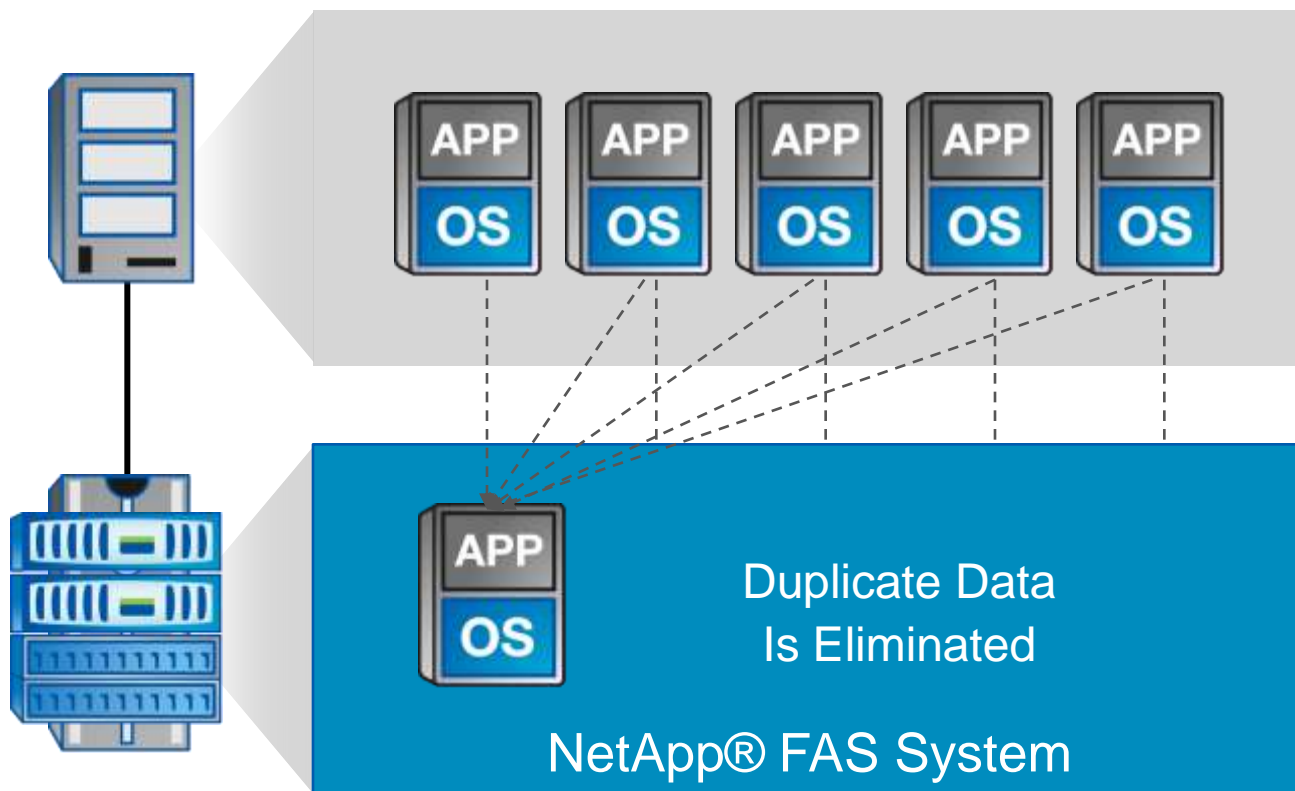 APP APP APP APP APP
OS OS OS OS OS
APP
OS
Duplicate Data
Is Eliminated
NetApp® FAS System